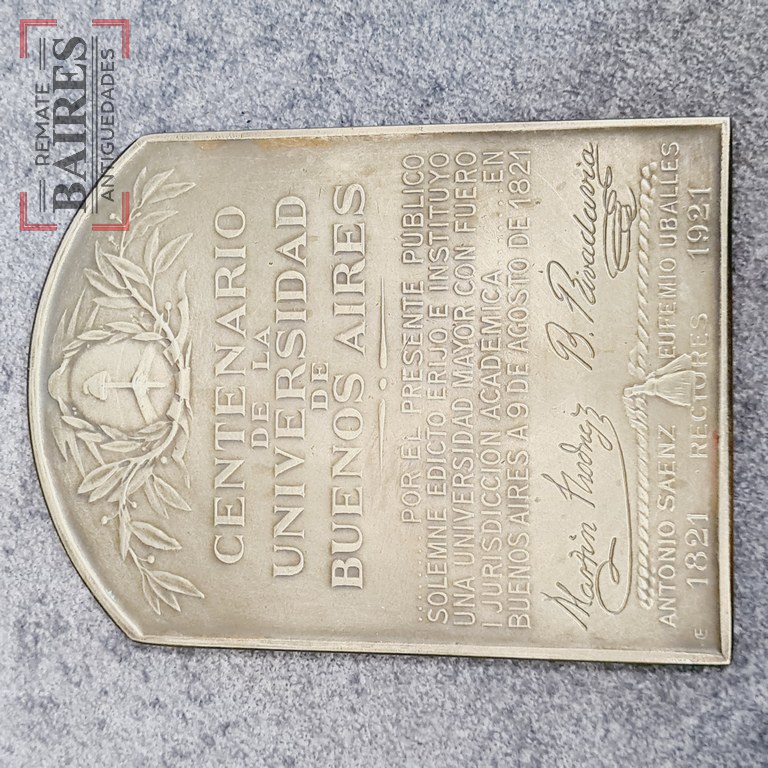 REMATE
BAIRES
ANTIGUEDADES
CENTENARIO
DE
LA
UNIVERSIDAD
DE
BUENOS AIRES
........POR EL PRESENTE PUBLICO
SOLEMNE EDICTO ERIJO E INSTITUYO
UNA UNIVERSIDAD MAYOR CON FUERO
I JURISDICCION ACADEMICA.......EN
BUENOS AIRES A 9 DE AGOSTO DE 1821
Martin Rodrigz B. Rivadavia
ANTONIO SAENZ EUFEMIO UBALLES
1821 RECTORES 1921